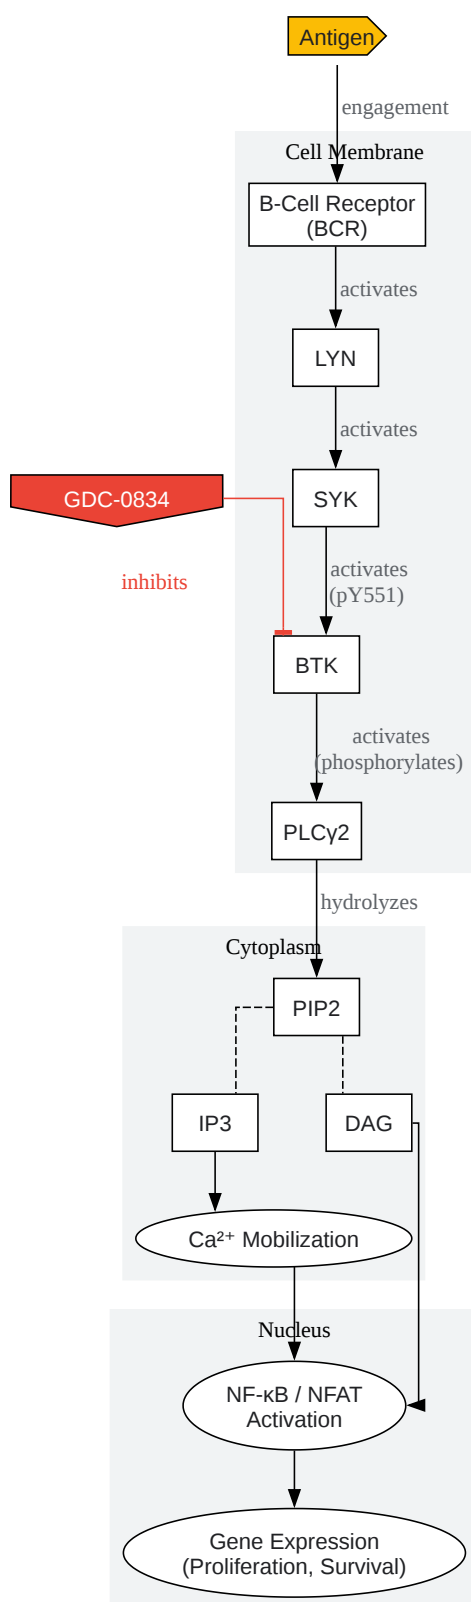 Antigen
engagement
Cell Membrane
B-Cell Receptor
(BCR)
activates
LYN
activates
GDC-0834
SYK
inhibits
activates
(pY551)
BTK
activates
(phosphorylates)
PLCγ2
hydrolyzes
Cytoplasm
PIP2
IP3
DAG
Ca²⁺ Mobilization
Nucleus
NF-κB / NFAT
Activation
Gene Expression
(Proliferation, Survival)